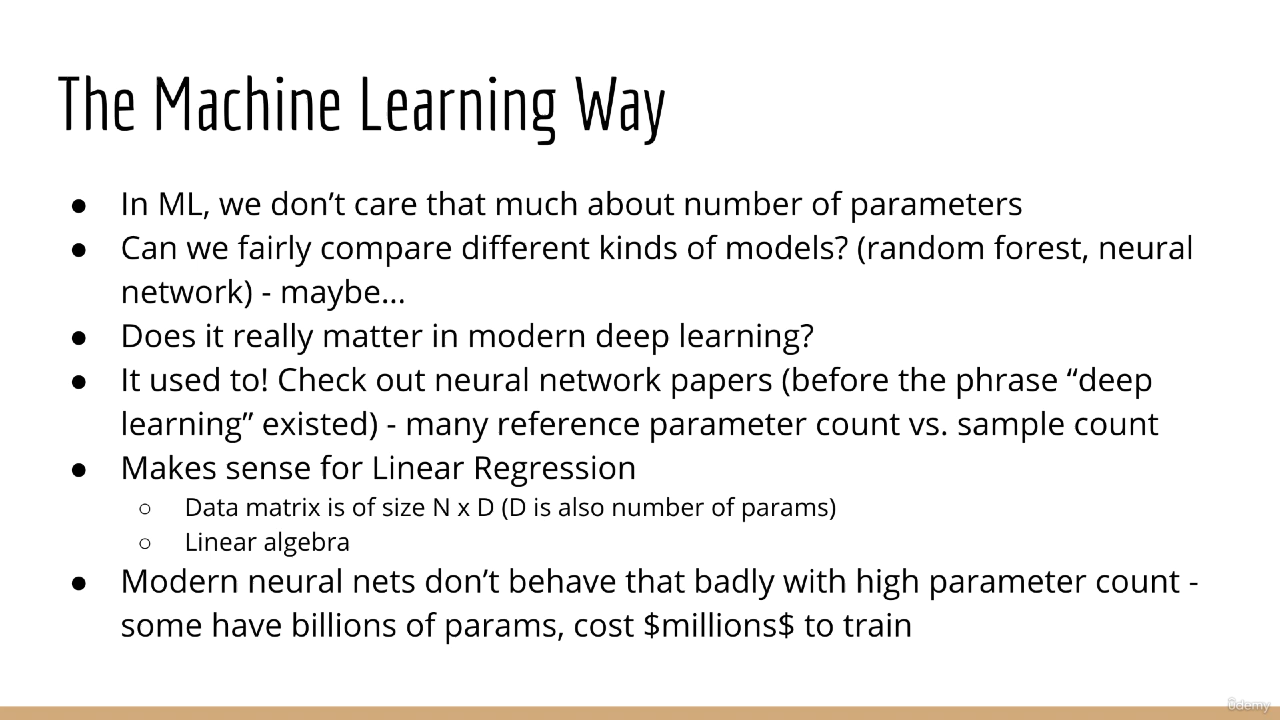 The Machine Learning Way
● In ML, we don’t care that much about number of parameters
● Can we fairly compare different kinds of models? (random forest, neural
network) - maybe...
● Does it really matter in modern deep learning?
● It used to! Check out neural network papers (before the phrase “deep
learning” existed) - many reference parameter count vs. sample count
● Makes sense for Linear Regression
○ Data matrix is of size N x D (D is also number of params)
○ Linear algebra
● Modern neural nets don’t behave that badly with high parameter count -
some have billions of params, cost $millions$ to train
ûdemy